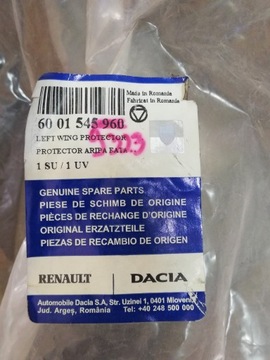 Made in Romania
Fabricat in Romania
60 01 545 960
LEFT WING PROTECTOR
PROTECTOR ARIPA FATA
1 SU / 1 UV
GENUINE SPARE PARTS
PIESE DE SCHIMB DE ORIGINE
PIÈCES DE RECHANGE D'ORIGINE
ORIGINAL ERZATZTEILE
PIEZAS DE RECAMBIO DE ORIGEN
RENAULT DACIA
Automobile Dacia S.A, Str. Uzinei 1, 0401 Mioveni
Jud. Argeş, România Tel: +40 248 500 000